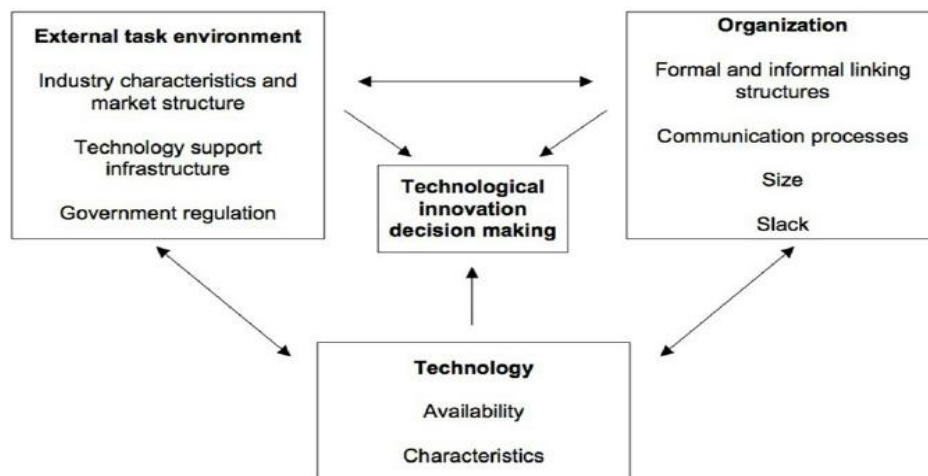 External task environment
Industry characteristics and
market structure
Technology support
infrastructure
Government regulation
Organization
Formal and informal linking
structures
Communication processes
Size
Slack
Technological
innovation
decision making
Technology
Availability
Characteristics